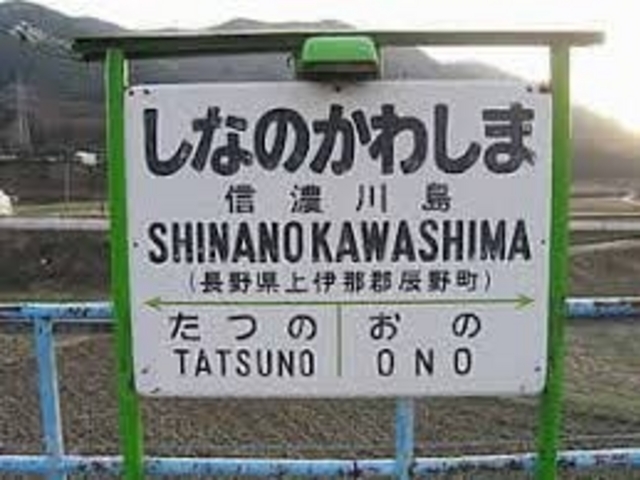 しなのかわしま
信濃川島
SHINANOKAWASHIMA
(長野県上伊那郡辰野町)
たつの おの
TATSUNO ONO